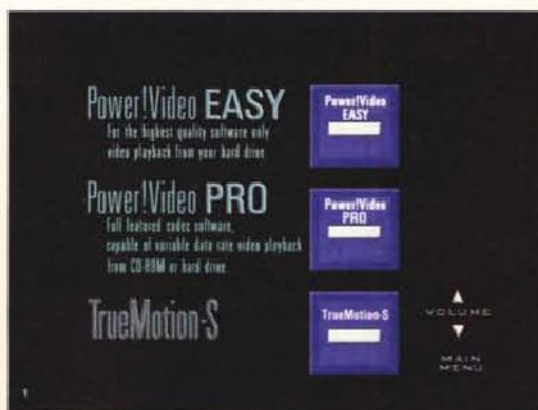 Power!Video EASY
For the highest quality software only
video playback from your hard drive
Power!Video
EASY
Power!Video PRO
Full featured codec software,
capable of variable data rate video playback
from CD-ROM or hard drive.
Power!Video
PRO
TrueMotion-S
TrueMotion-S
VOLUME
MAIN
MENU
1